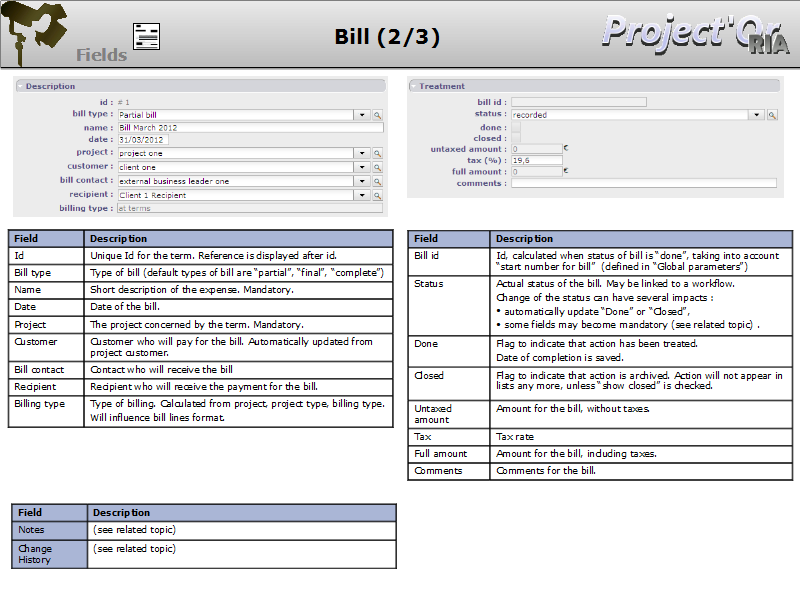 Bill (2/3)
Fields
Project'Or
RIA
Description
id : # 1
bill type : Partial bill
name : Bill March 2012
date : 31/03/2012
project : project one
customer : client one
bill contact : external business leader one
recipient : Client 1 Recipient
billing type : at terms
Treatment
bill id :
status : recorded
done :
closed :
untaxed amount : 0 €
tax (%) : 19,6
full amount : 0 €
comments :
Field Description
Id Unique Id for the term. Reference is displayed after id.
Bill type Type of bill (default types of bill are “partial”, “final”, “complete”)
Name Short description of the expense. Mandatory.
Date Date of the bill.
Project The project concerned by the term. Mandatory.
Customer Customer who will pay for the bill. Automatically updated from
project customer.
Bill contact Contact who will receive the bill
Recipient Recipient who will receive the payment for the bill.
Billing type Type of billing. Calculated from project, project type, billing type.
Will influence bill lines format.
Field Description
Bill id Id, calculated when status of bill is “done”, taking into account
“start number for bill” (defined in “Global parameters”)
Status Actual status of the bill. May be linked to a workflow.
Change of the status can have several impacts :
• automatically update “Done” or “Closed”,
• some fields may become mandatory (see related topic) .
Done Flag to indicate that action has been treated.
Date of completion is saved.
Closed Flag to indicate that action is archived. Action will not appear in
lists any more, unless “show closed” is checked.
Untaxed
amount Amount for the bill, without taxes.
Tax Tax rate
Full amount Amount for the bill, including taxes.
Comments Comments for the bill.
Field Description
Notes (see related topic)
Change
History (see related topic)